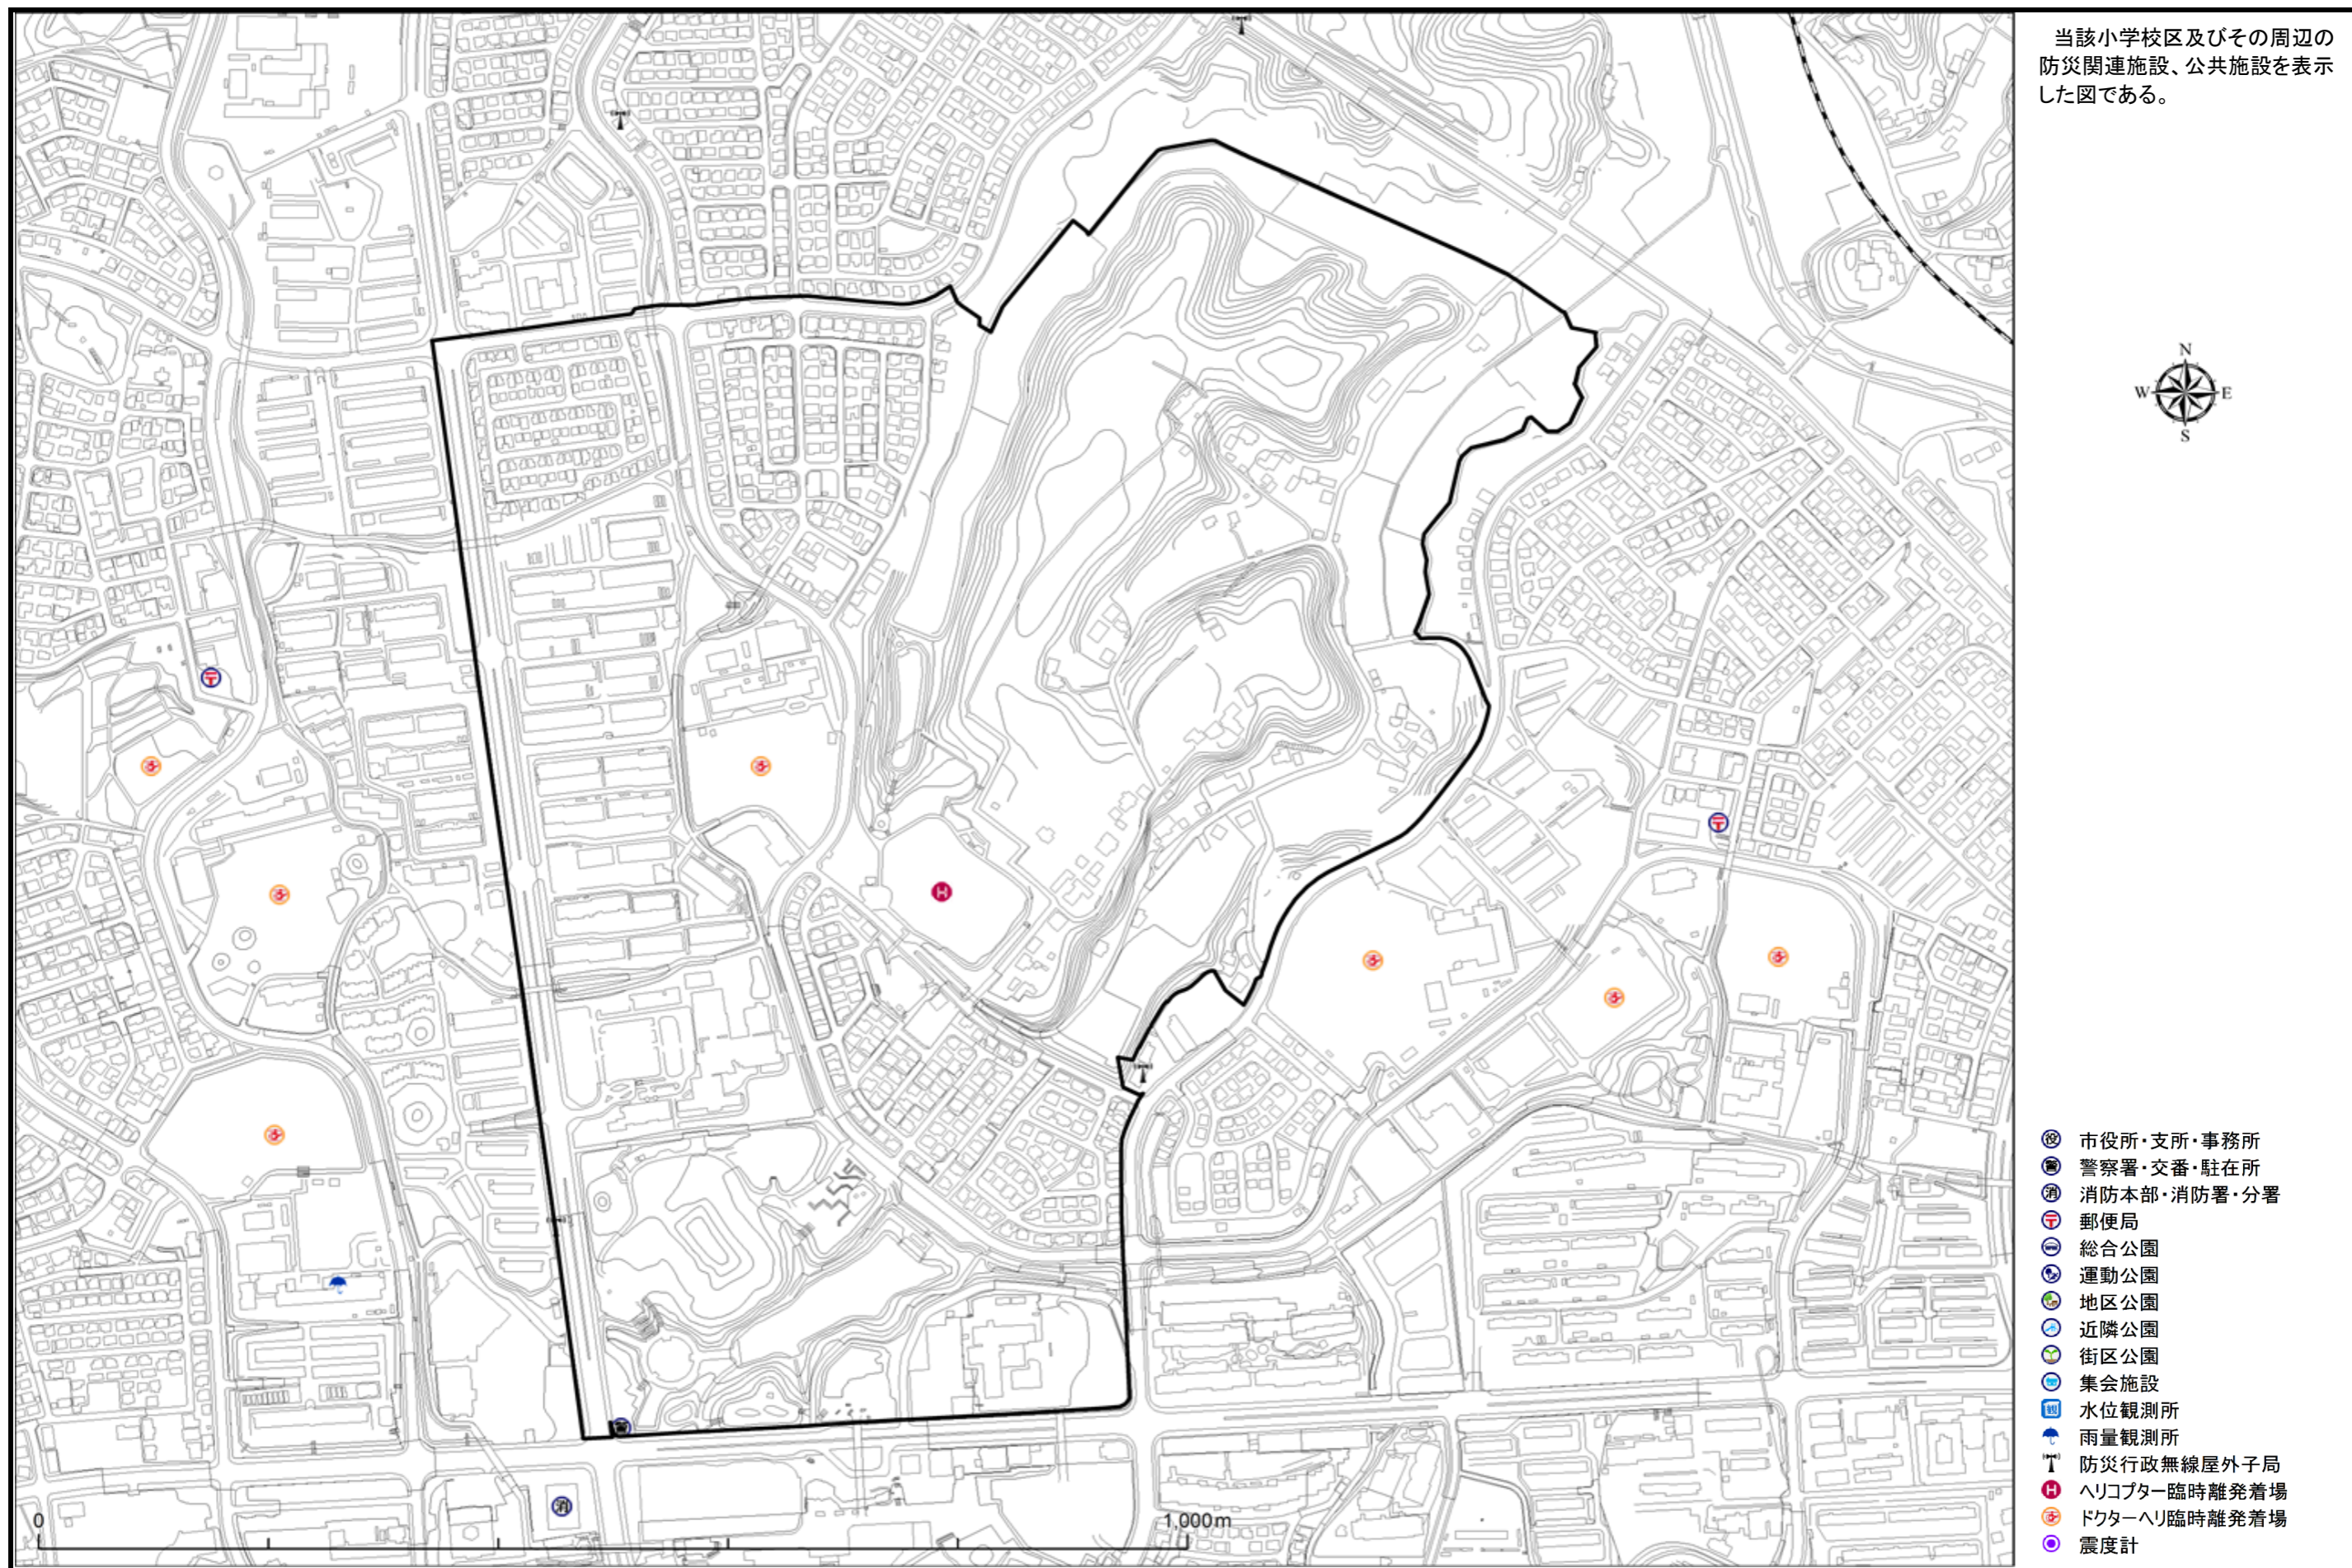 当該小学校区及びその周辺の
防災関連施設、公共施設を表示
した図である。
N
W
E
S
市役所・支所・事務所
警察署・交番・駐在所
消防本部・消防署・分署
郵便局
総合公園
運動公園
地区公園
近隣公園
街区公園
集会施設
水位観測所
雨量観測所
防災行政無線屋外子局
ヘリコプター臨時離発着場
ドクターヘリ臨時離発着場
震度計
0
1,000m